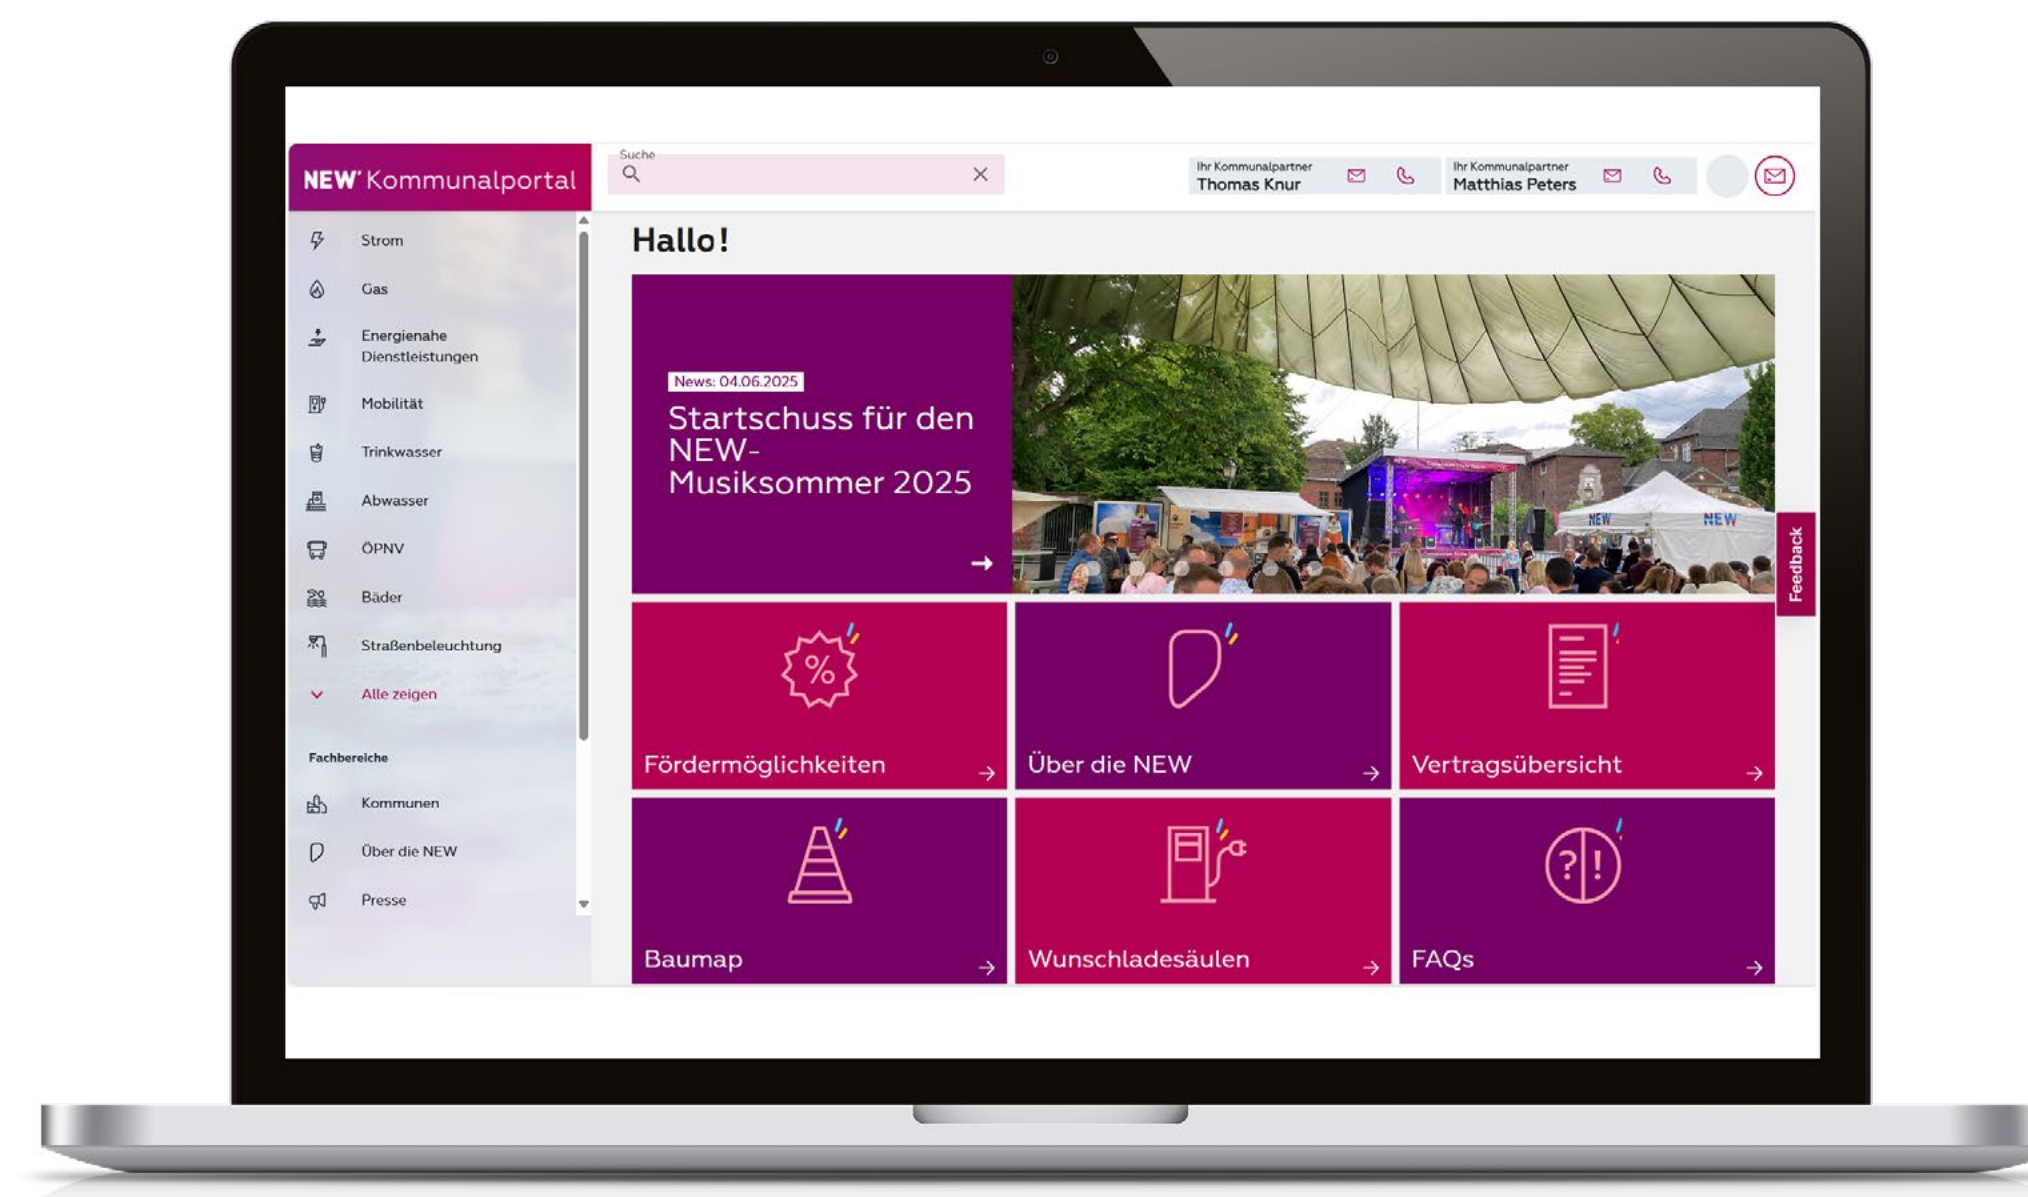 NEW Kommunalportal
Suche
Ihr Kommunalpartner
Thomas Knur
Ihr Kommunalpartner
Matthias Peters
Strom
Gas
Energienahe
Dienstleistungen
Mobilität
Trinkwasser
Abwasser
ÖPNV
Bäder
Straßenbeleuchtung
Alle zeigen
Fachbereiche
Kommunen
Über die NEW
Presse
Hallo!
News: 04.06.2025
Startschuss für den
NEW-
Musiksommer 2025
NEW
NEW
Feedback
%
Fördermöglichkeiten
Über die NEW
Vertragsübersicht
Baumap
Wunschladesäulen
?!
FAQs